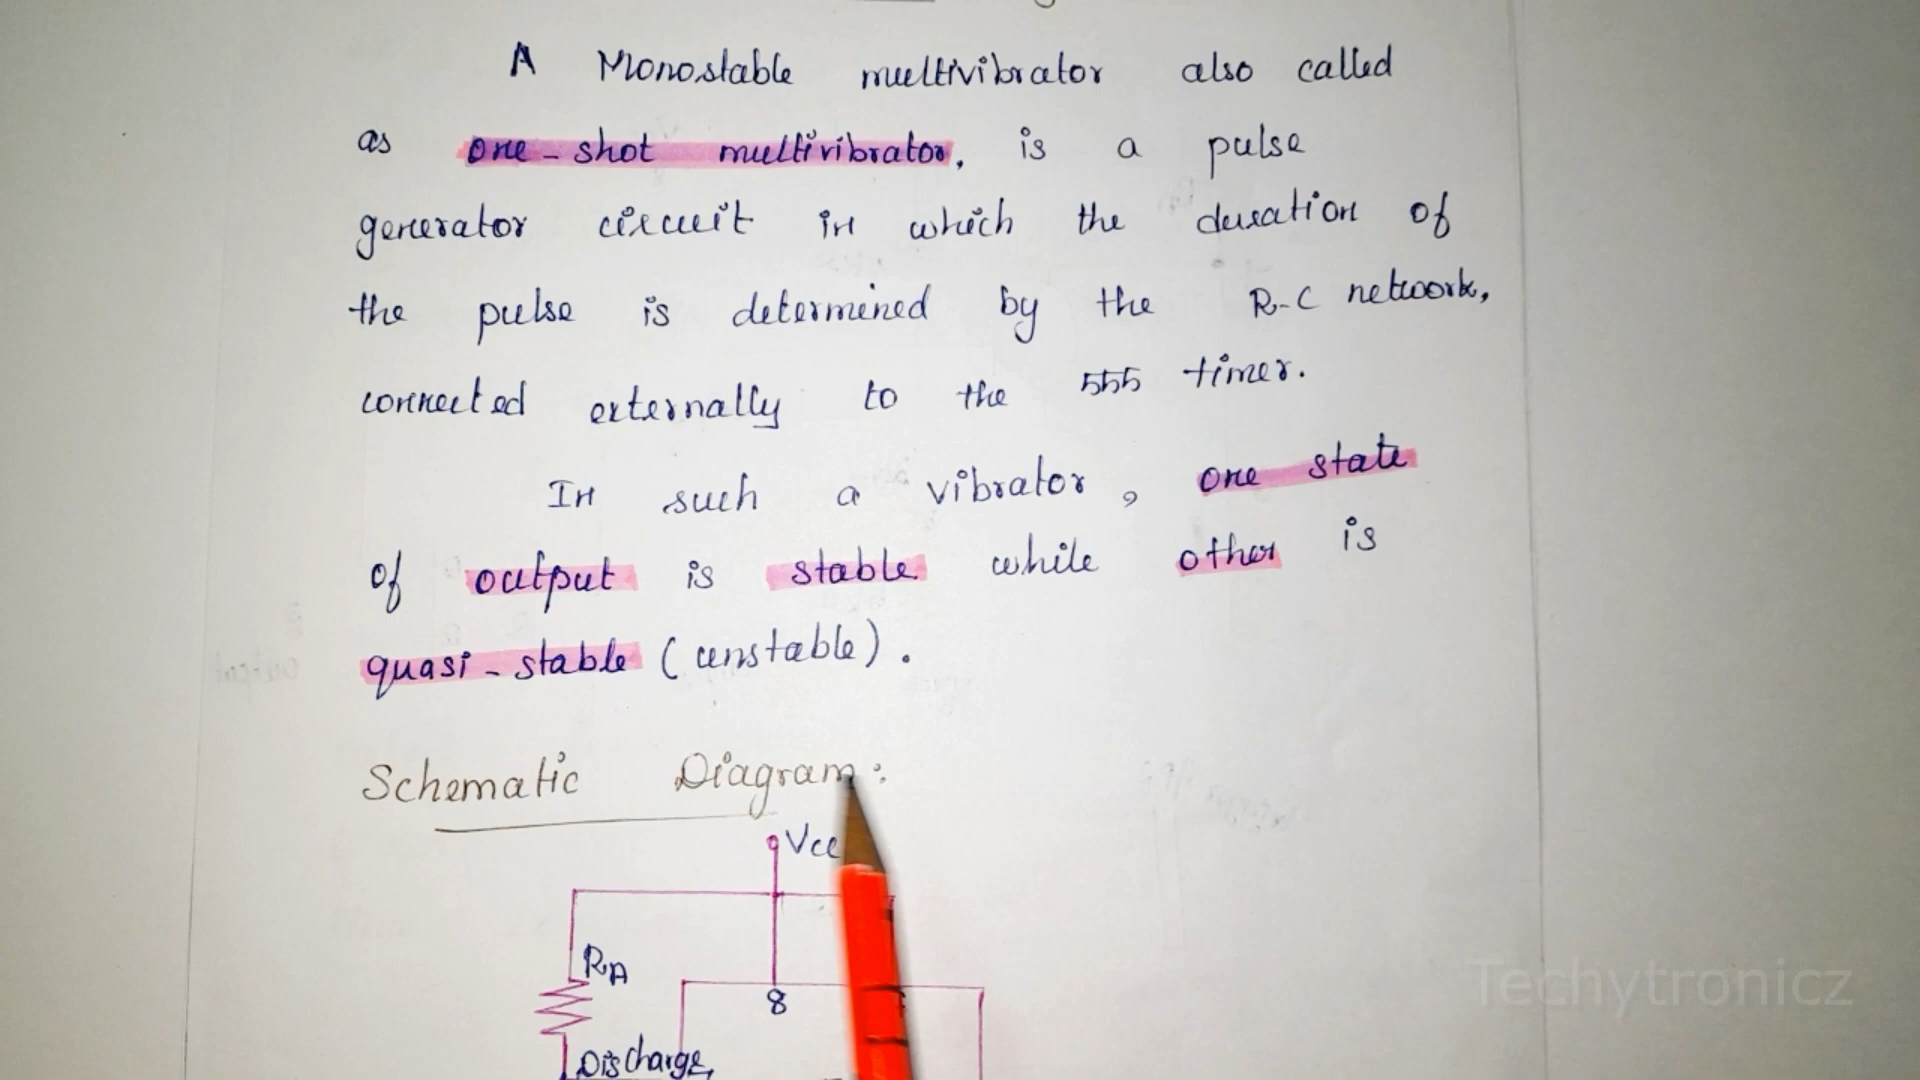 A Monostable multivibrator also called
as one-shot multivibrator, is a pulse
generator circuit in which the duration of
the pulse is determined by the R-C network,
connected externally to the 555 timer.
In such a vibrator, one state
of output is stable while other is
quasi-stable (unstable).
Schematic Diagram:
Vcc
RA
8
Discharge,
Techytronicz